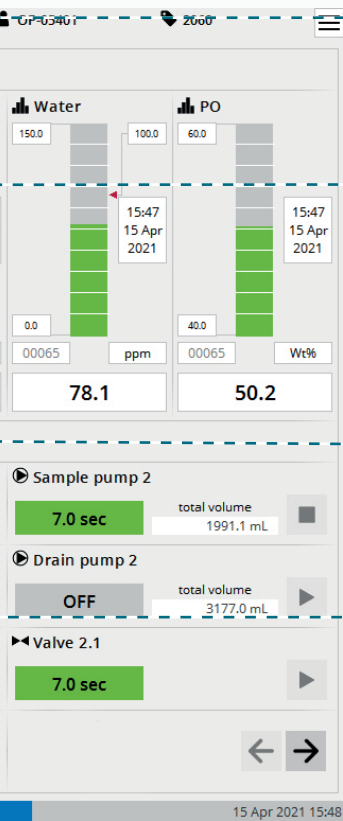 2060
Water
150.0
100.0
15:47
15 Apr
2021
0.0
00065
ppm
78.1
PO
60.0
15:47
15 Apr
2021
40.0
00065
Wt%
50.2
Sample pump 2
7.0 sec
total volume
1991.1 mL
Drain pump 2
OFF
total volume
3177.0 mL
Valve 2.1
7.0 sec
15 Apr 2021 15:48